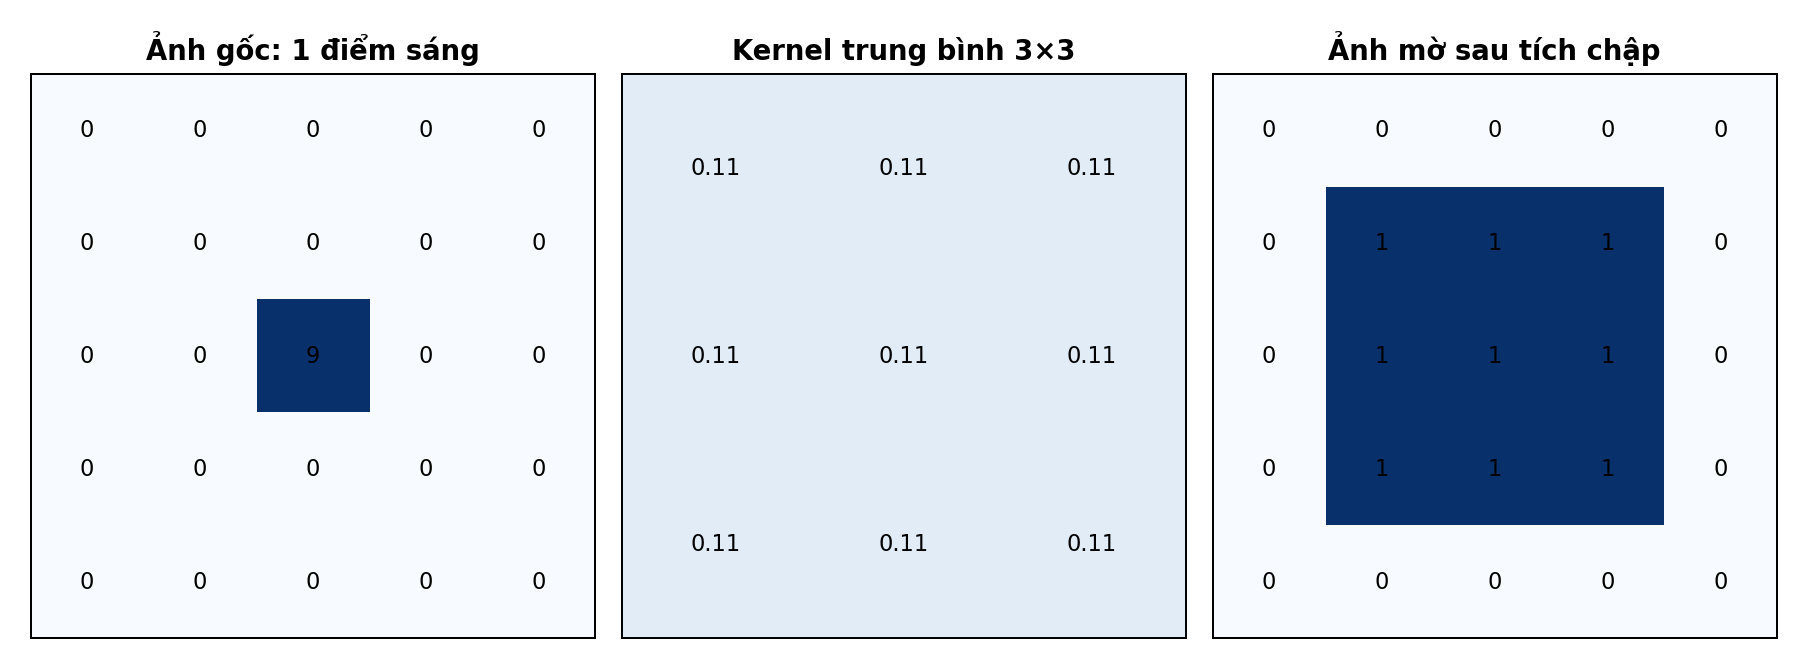 Ảnh gốc: 1 điểm sáng
0 0 0 0 0
0 0 0 0 0
0 0 9 0 0
0 0 0 0 0
0 0 0 0 0
Kernel trung bình 3×3
0.11 0.11 0.11
0.11 0.11 0.11
0.11 0.11 0.11
Ảnh mờ sau tích chập
0 0 0 0 0
0 1 1 1 0
0 1 1 1 0
0 1 1 1 0
0 0 0 0 0